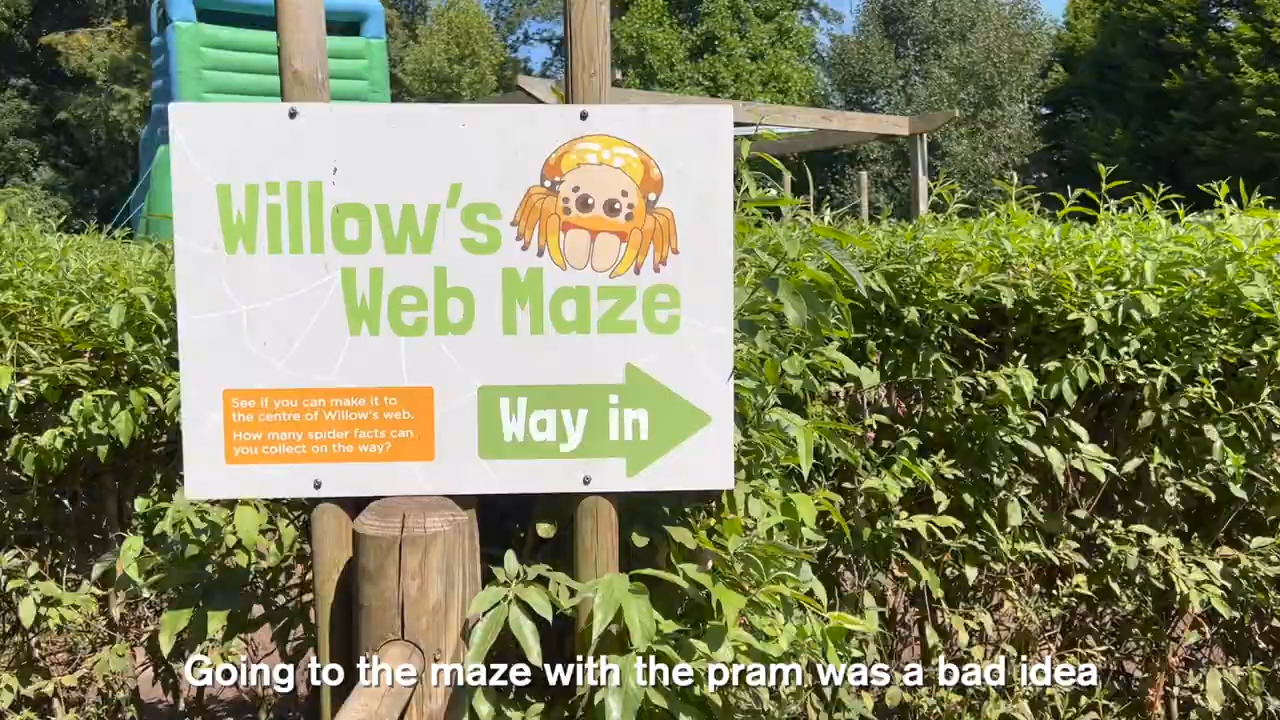 Willow's
Web Maze
See if you can make it to
the centre of Willow's web.
How many spider facts can
you collect on the way?
Way in
Going to the maze with the pram was a bad idea